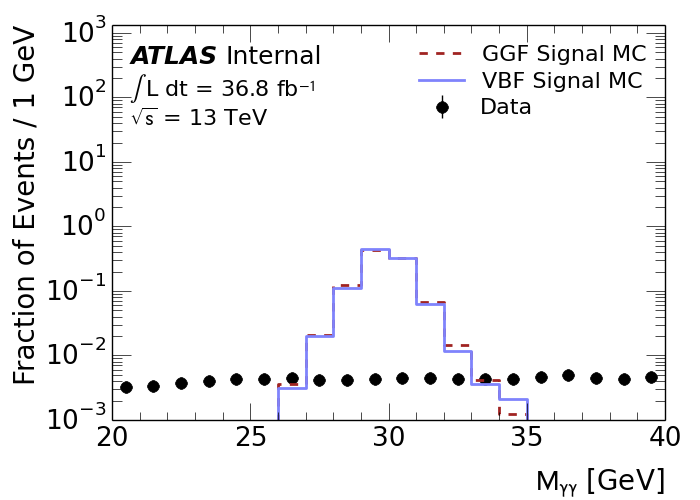 ATLAS Internal
∫L dt = 36.8 fb⁻¹
√s = 13 TeV
GGF Signal MC
VBF Signal MC
Data
Fraction of Events / 1 GeV
10³
10²
10¹
10⁰
10⁻¹
10⁻²
10⁻³
20 25 30 35 40
Mγγ [GeV]